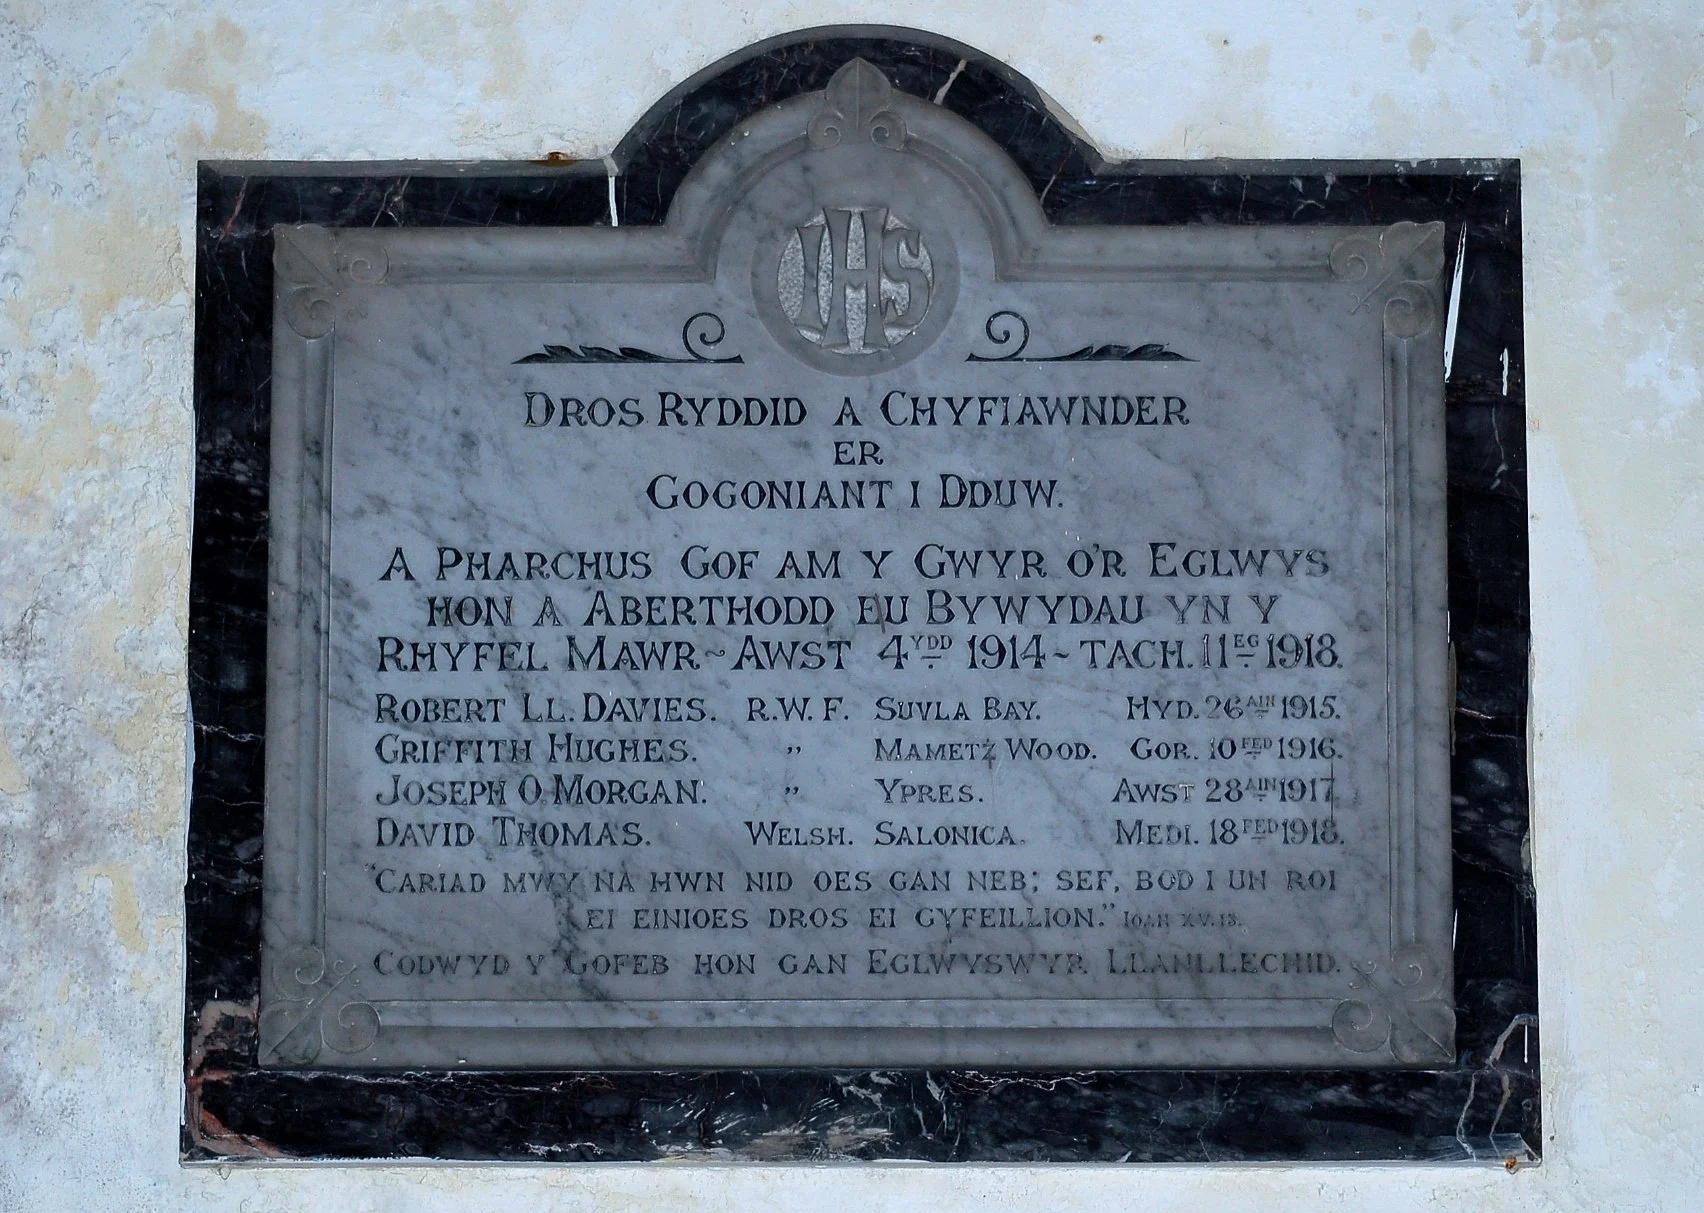 IHS
DROS RYDDID A CHYFIAWNDER
ER
GOGONIANT I DDUW.
A PHARCHUS GOF AM Y GWYR O'R EGLWYS
HON A ABERTHODD EU BYWYDAU YN Y
RHYFEL MAWR ~ AWST 4YDD 1914 ~ TACH. 11EG 1918.
ROBERT LL. DAVIES. R.W.F. SUVLA BAY. HYD. 26AIN 1915.
GRIFFITH HUGHES. " MAMETZ WOOD. GOR. 10FED 1916.
JOSEPH O. MORGAN. " YPRES. AWST 28AIN 1917.
DAVID THOMAS. WELSH. SALONICA. MEDI. 18FED 1918.
"CARIAD MWY NA HWN NID OES GAN NEB; SEF, BOD I UN ROI
EI EINIOES DROS EI GYFEILLION." IOAN XV.13.
CODWYD Y GOFEB HON GAN EGLWYSWYR LLANLLECHID.